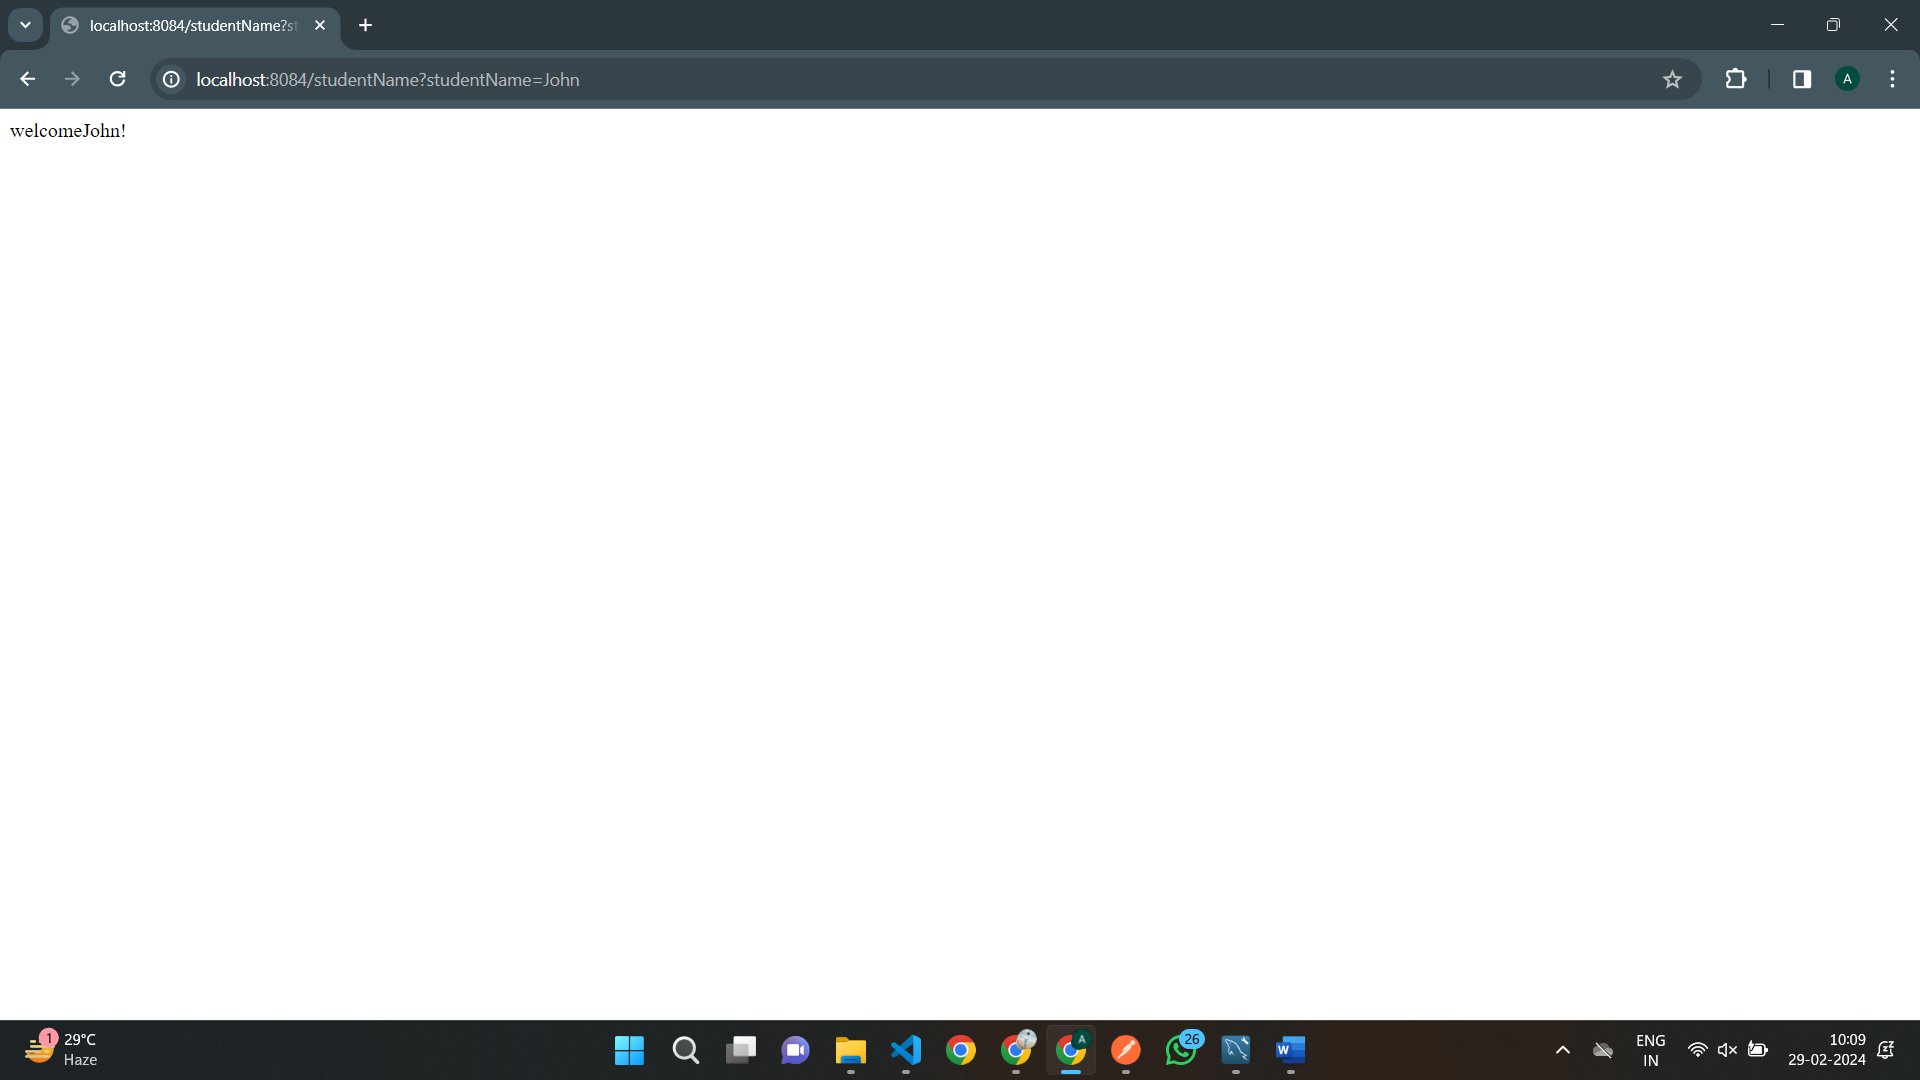 localhost:8084/studentName?st
localhost:8084/studentName?studentName=John
A
welcomeJohn!
1
29°C
Haze
A
26
W
ENG
IN
10:09
29-02-2024